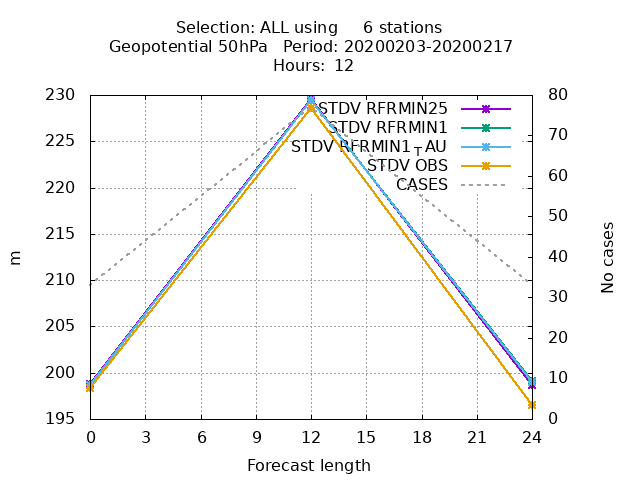 Selection: ALL using     6 stations
Geopotential 50hPa   Period: 20200203-20200217
Hours: 12
STDV RFRMIN25
STDV RFRMIN1
STDV RFRMIN1TAU
STDV OBS
CASES
230
225
220
215
210
205
200
195
m
80
70
60
50
40
30
20
10
0
No cases
0 3 6 9 12 15 18 21 24
Forecast length